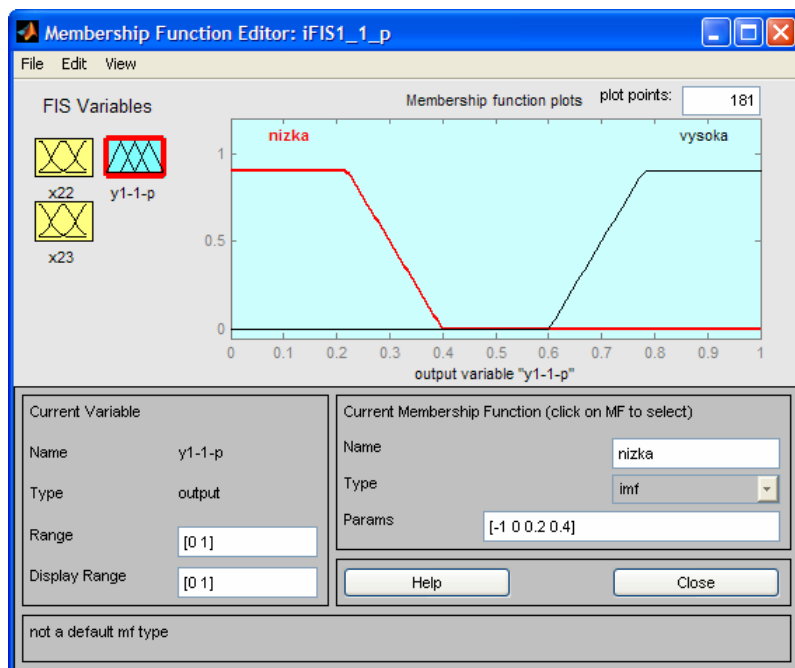 Membership Function Editor: iFIS1_1_p
File Edit View
FIS Variables
Membership function plots plot points: 181
x22 y1-1-p
x23
nizka vysoka
1
0.5
0
0 0.1 0.2 0.3 0.4 0.5 0.6 0.7 0.8 0.9 1
output variable "y1-1-p"
Current Variable
Name y1-1-p
Type output
Range [0 1]
Display Range [0 1]
Current Membership Function (click on MF to select)
Name nizka
Type imf
Params [-1 0 0.2 0.4]
Help Close
not a default mf type